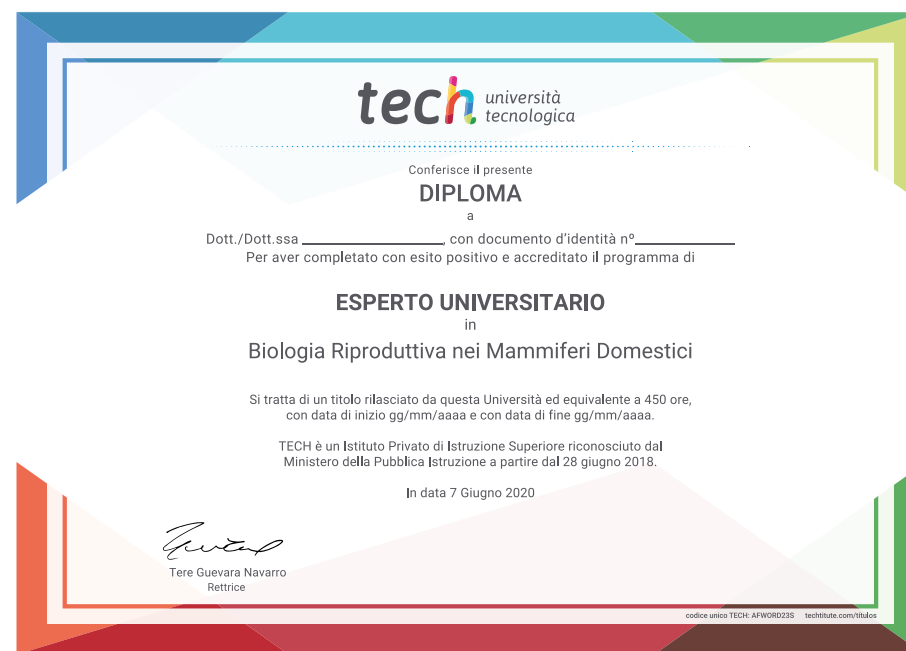 tech università
tecnologica
Conferisce il presente
DIPLOMA
a
Dott./Dott.ssa ____________________, con documento d'identità nº______________
Per aver completato con esito positivo e accreditato il programma di
ESPERTO UNIVERSITARIO
in
Biologia Riproduttiva nei Mammiferi Domestici
Si tratta di un titolo rilasciato da questa Università ed equivalente a 450 ore,
con data di inizio gg/mm/aaaa e con data di fine gg/mm/aaaa.
TECH è un Istituto Privato di Istruzione Superiore riconosciuto dal
Ministero della Pubblica Istruzione a partire dal 28 giugno 2018.
In data 7 Giugno 2020
Tere Guevara Navarro
Rettrice
codice unico TECH: AFWORD23S techtitute.com/titulos